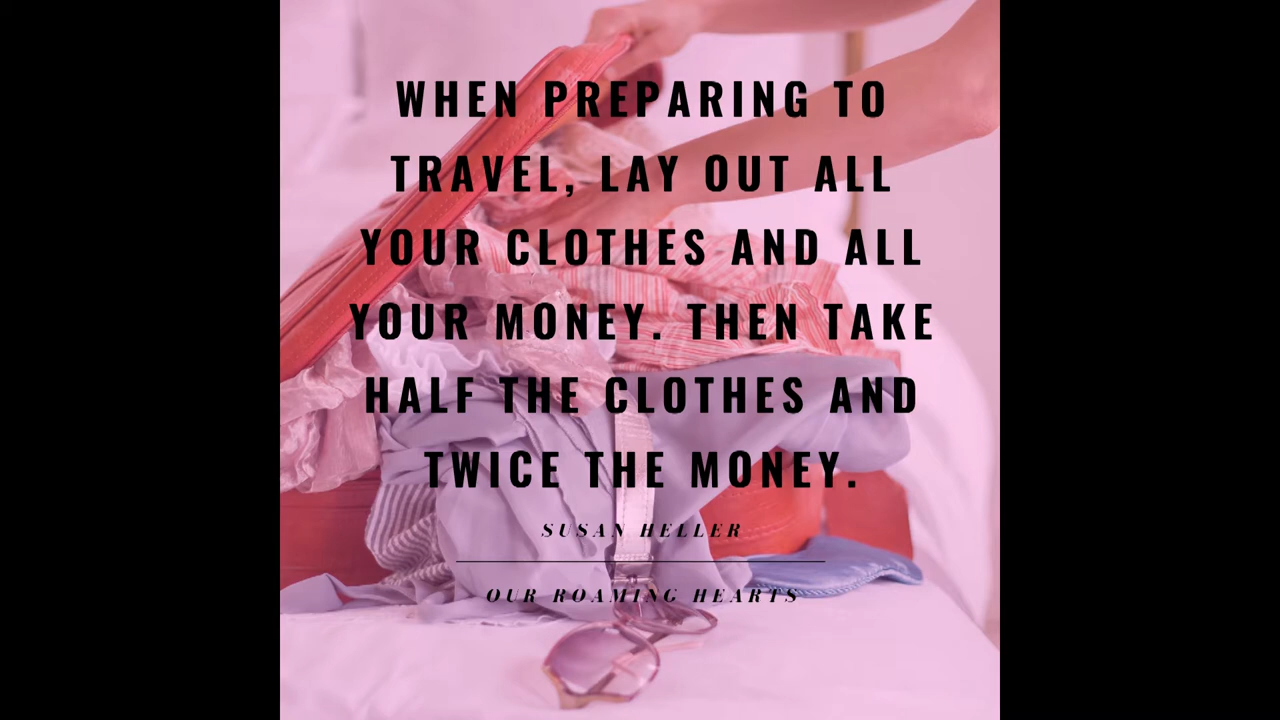 WHEN PREPARING TO
TRAVEL, LAY OUT ALL
YOUR CLOTHES AND ALL
YOUR MONEY. THEN TAKE
HALF THE CLOTHES AND
TWICE THE MONEY.
SUSAN HELLER
OUR ROAMING HEARTS